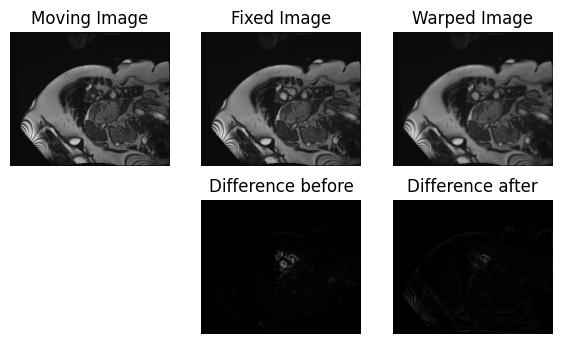 Moving Image
Fixed Image
Warped Image
Difference before
Difference after